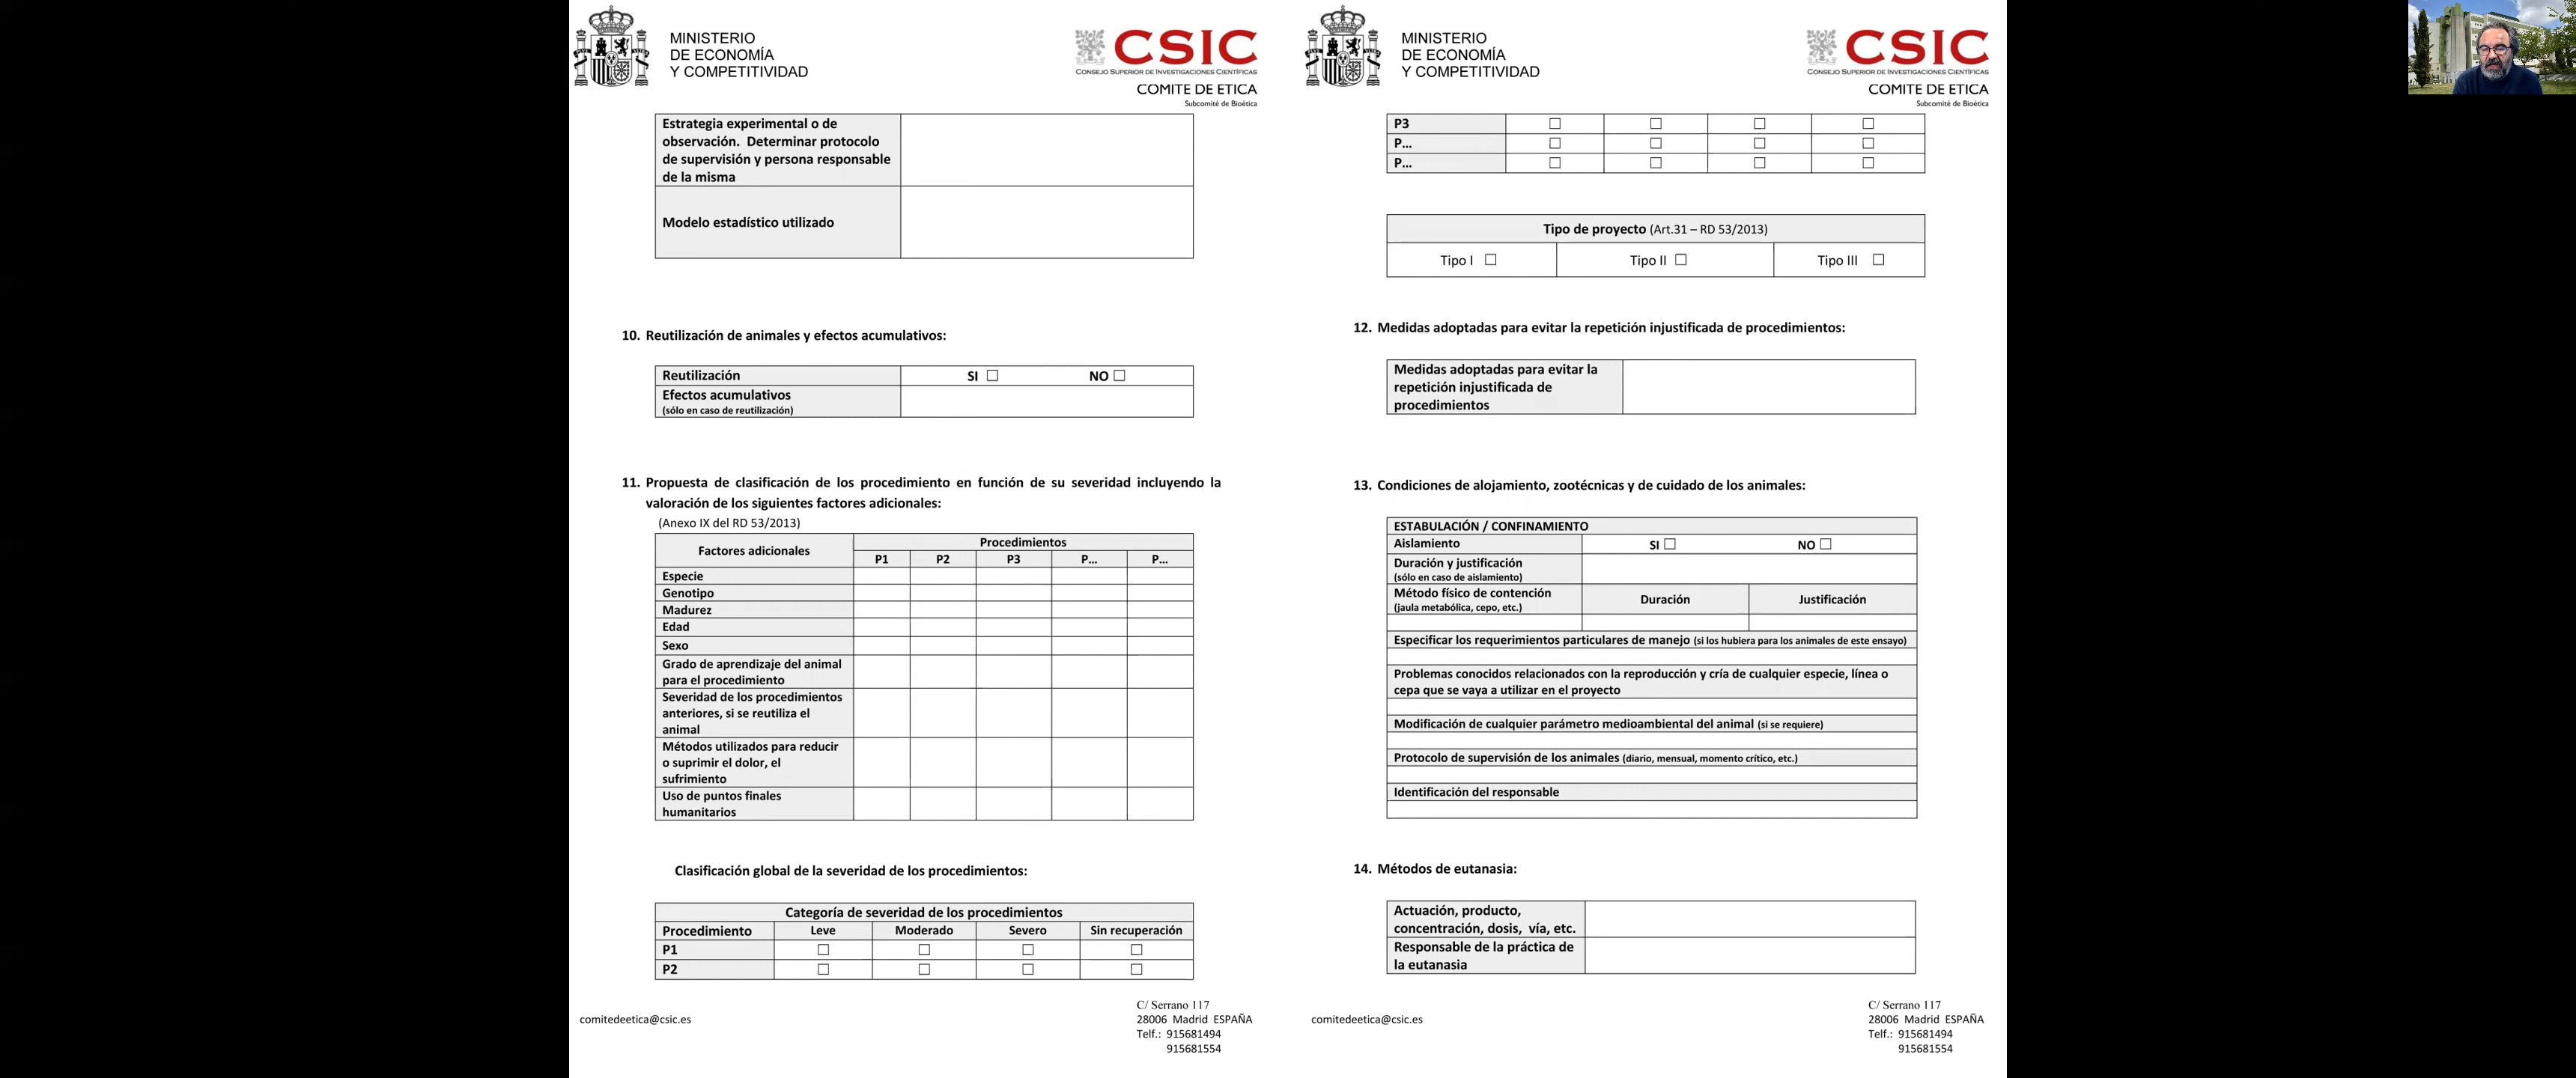 MINISTERIO
DE ECONOMÍA
Y COMPETITIVIDAD
CSIC
CONSEJO SUPERIOR DE INVESTIGACIONES CIENTÍFICAS
COMITE DE ETICA
Subcomité de Bioética
Estrategia experimental o de
observación. Determinar protocolo
de supervisión y persona responsable
de la misma
Modelo estadístico utilizado
10. Reutilización de animales y efectos acumulativos:
Reutilización SI ☐ NO ☐
Efectos acumulativos
(sólo en caso de reutilización)
11. Propuesta de clasificación de los procedimiento en función de su severidad incluyendo la
valoración de los siguientes factores adicionales:
(Anexo IX del RD 53/2013)
Factores adicionales Procedimientos
P1 P2 P3 P... P...
Especie
Genotipo
Madurez
Edad
Sexo
Grado de aprendizaje del animal
para el procedimiento
Severidad de los procedimientos
anteriores, si se reutiliza el
animal
Métodos utilizados para reducir
o suprimir el dolor, el
sufrimiento
Uso de puntos finales
humanitarios
Clasificación global de la severidad de los procedimientos:
Categoría de severidad de los procedimientos
Procedimiento Leve Moderado Severo Sin recuperación
P1 ☐ ☐ ☐ ☐
P2 ☐ ☐ ☐ ☐
comitedeetica@csic.es
C/ Serrano 117
28006 Madrid ESPAÑA
Telf.: 915681494
915681554
MINISTERIO
DE ECONOMÍA
Y COMPETITIVIDAD
CSIC
CONSEJO SUPERIOR DE INVESTIGACIONES CIENTÍFICAS
COMITE DE ETICA
Subcomité de Bioética
P3 ☐ ☐ ☐ ☐
P... ☐ ☐ ☐ ☐
P... ☐ ☐ ☐ ☐
Tipo de proyecto (Art.31 – RD 53/2013)
Tipo I ☐ Tipo II ☐ Tipo III ☐
12. Medidas adoptadas para evitar la repetición injustificada de procedimientos:
Medidas adoptadas para evitar la
repetición injustificada de
procedimientos
13. Condiciones de alojamiento, zootécnicas y de cuidado de los animales:
ESTABULACIÓN / CONFINAMIENTO
Aislamiento SI ☐ NO ☐
Duración y justificación
(sólo en caso de aislamiento)
Método físico de contención
(jaula metabólica, cepo, etc.)
Duración Justificación
Especificar los requerimientos particulares de manejo (si los hubiera para los animales de este ensayo)
Problemas conocidos relacionados con la reproducción y cría de cualquier especie, línea o
cepa que se vaya a utilizar en el proyecto
Modificación de cualquier parámetro medioambiental del animal (si se requiere)
Protocolo de supervisión de los animales (diario, mensual, momento crítico, etc.)
Identificación del responsable
14. Métodos de eutanasia:
Actuación, producto,
concentración, dosis, vía, etc.
Responsable de la práctica de
la eutanasia
comitedeetica@csic.es
C/ Serrano 117
28006 Madrid ESPAÑA
Telf.: 915681494
915681554